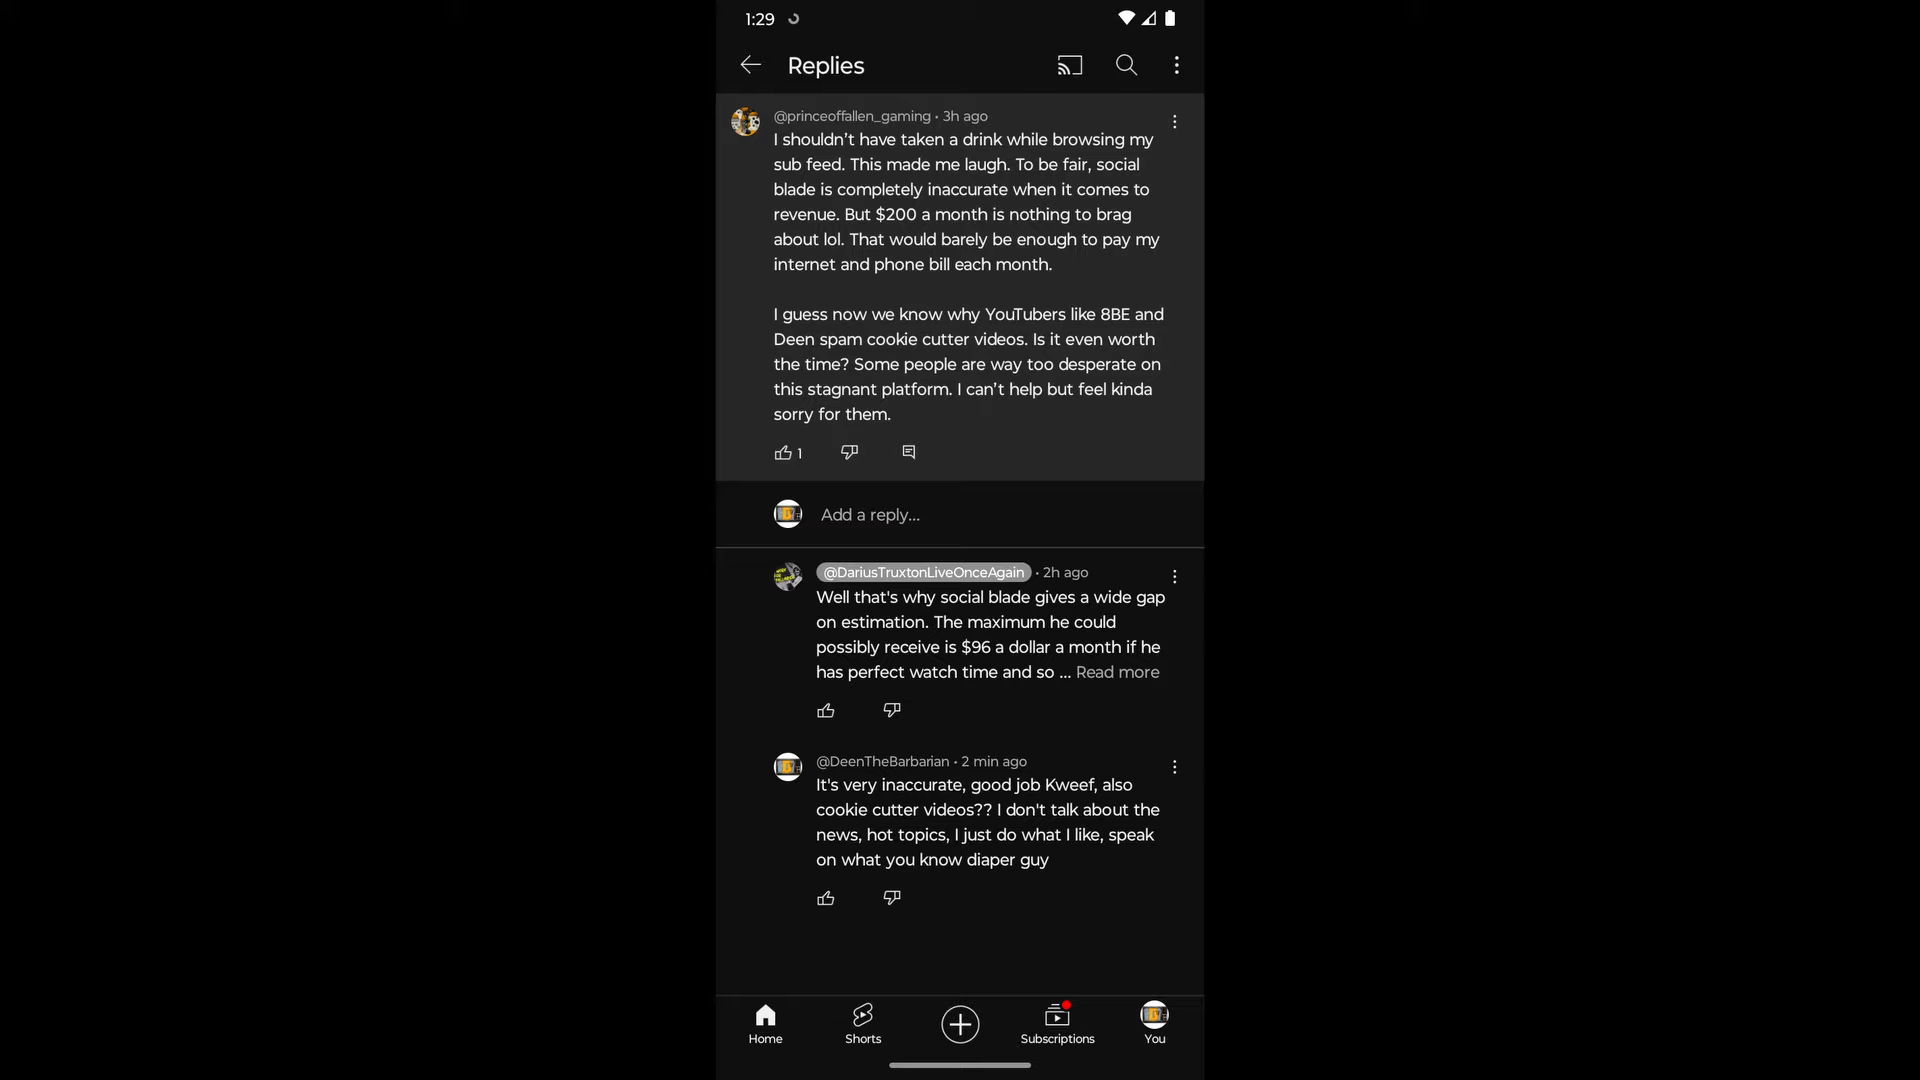 1:29
Replies
@princeoffallen_gaming · 3h ago
I shouldn’t have taken a drink while browsing my
sub feed. This made me laugh. To be fair, social
blade is completely inaccurate when it comes to
revenue. But $200 a month is nothing to brag
about lol. That would barely be enough to pay my
internet and phone bill each month.
I guess now we know why YouTubers like 8BE and
Deen spam cookie cutter videos. Is it even worth
the time? Some people are way too desperate on
this stagnant platform. I can’t help but feel kinda
sorry for them.
1
Add a reply...
@DariusTruxtonLiveOnceAgain · 2h ago
Well that's why social blade gives a wide gap
on estimation. The maximum he could
possibly receive is $96 a dollar a month if he
has perfect watch time and so ... Read more
@DeenTheBarbarian · 2 min ago
It's very inaccurate, good job Kweef, also
cookie cutter videos?? I don't talk about the
news, hot topics, I just do what I like, speak
on what you know diaper guy
Home
Shorts
Subscriptions
You